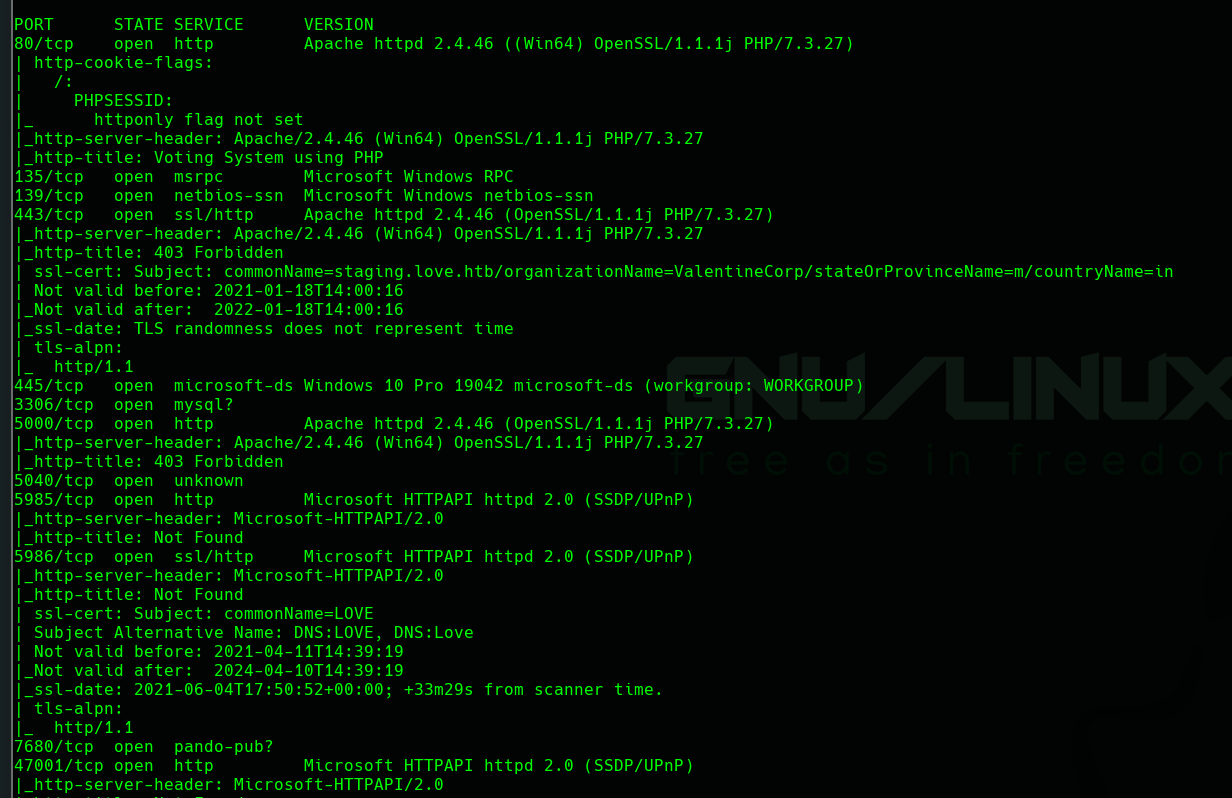 PORT      STATE SERVICE      VERSION
80/tcp    open  http         Apache httpd 2.4.46 ((Win64) OpenSSL/1.1.1j PHP/7.3.27)
| http-cookie-flags:
|   /:
|     PHPSESSID:
|_      httponly flag not set
|_http-server-header: Apache/2.4.46 (Win64) OpenSSL/1.1.1j PHP/7.3.27
|_http-title: Voting System using PHP
135/tcp   open  msrpc        Microsoft Windows RPC
139/tcp   open  netbios-ssn  Microsoft Windows netbios-ssn
443/tcp   open  ssl/http     Apache httpd 2.4.46 (OpenSSL/1.1.1j PHP/7.3.27)
|_http-server-header: Apache/2.4.46 (Win64) OpenSSL/1.1.1j PHP/7.3.27
|_http-title: 403 Forbidden
| ssl-cert: Subject: commonName=staging.love.htb/organizationName=ValentineCorp/stateOrProvinceName=m/countryName=in
| Not valid before: 2021-01-18T14:00:16
|_Not valid after:  2022-01-18T14:00:16
|_ssl-date: TLS randomness does not represent time
| tls-alpn:
|_  http/1.1
445/tcp   open  microsoft-ds Windows 10 Pro 19042 microsoft-ds (workgroup: WORKGROUP)
3306/tcp  open  mysql?
5000/tcp  open  http         Apache httpd 2.4.46 (OpenSSL/1.1.1j PHP/7.3.27)
|_http-server-header: Apache/2.4.46 (Win64) OpenSSL/1.1.1j PHP/7.3.27
|_http-title: 403 Forbidden
5040/tcp  open  unknown
5985/tcp  open  http         Microsoft HTTPAPI httpd 2.0 (SSDP/UPnP)
|_http-server-header: Microsoft-HTTPAPI/2.0
|_http-title: Not Found
5986/tcp  open  ssl/http     Microsoft HTTPAPI httpd 2.0 (SSDP/UPnP)
|_http-server-header: Microsoft-HTTPAPI/2.0
|_http-title: Not Found
| ssl-cert: Subject: commonName=LOVE
| Subject Alternative Name: DNS:LOVE, DNS:Love
| Not valid before: 2021-04-11T14:39:19
|_Not valid after:  2024-04-10T14:39:19
|_ssl-date: 2021-06-04T17:50:52+00:00; +33m29s from scanner time.
| tls-alpn:
|_  http/1.1
7680/tcp  open  pando-pub?
47001/tcp open  http         Microsoft HTTPAPI httpd 2.0 (SSDP/UPnP)
|_http-server-header: Microsoft-HTTPAPI/2.0
GNU/LINUX
free as in freedo